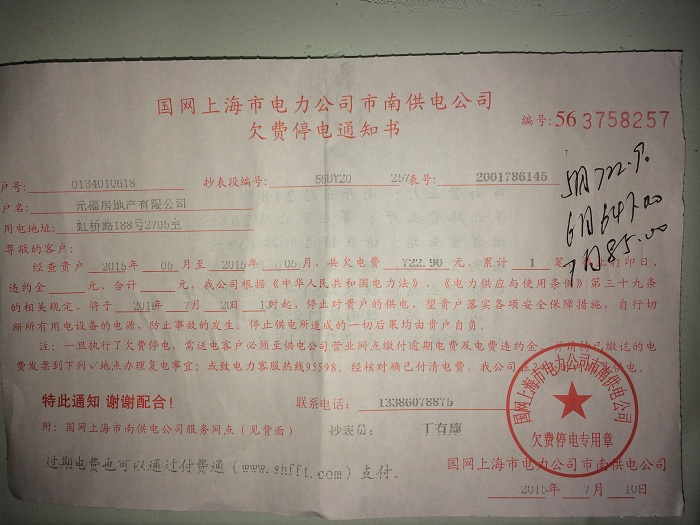 国网上海市电力公司市南供电公司
欠费停电通知书
编号:56 3758257
户号: 0134010618 抄表段编号: 560Y20 257 表号: 2001786145
户名: 元福房地产有限公司
用电地址: 虹桥路188号2705室
尊敬的客户:
经查贵户 2015 年 05 月至 2015 年 05 月, 共欠电费 722.90 元, 累计 1 笔, 打印日,
违约金 元, 合计 元, 我公司根据《中华人民共和国电力法》、《电力供应与使用条例》第三十九条
的相关规定, 将于 2015 年 7 月 20 日 时起, 停止对贵户的供电, 望贵户落实各项安全保障措施, 自行切
断所有用电设备的电源, 防止事故的发生。停止供电所造成的一切后果均由贵户自负。
注: 一旦执行了欠费停电, 需送电客户必须至供电公司营业网点缴付逾期电费及电费违约金, 已缴讫的电
费发票到下列√地点办理复电事宜; 或致电力客服热线95598。经核对确已付清电费, 我公司在 供电。
特此通知 谢谢配合!
联系电话: 13386078875
附: 国网上海市南供电公司服务网点 (见背面)
抄表员: 丁有康
过期电费也可以通过付费通 (www.shfft.com) 支付。
国网上海市电力公司市南供电公司
2015 年 7 月 10 日
5月722.9
6月647.00
7月85.00
国网上海市电力公司市南供电公司
欠费停电专用章